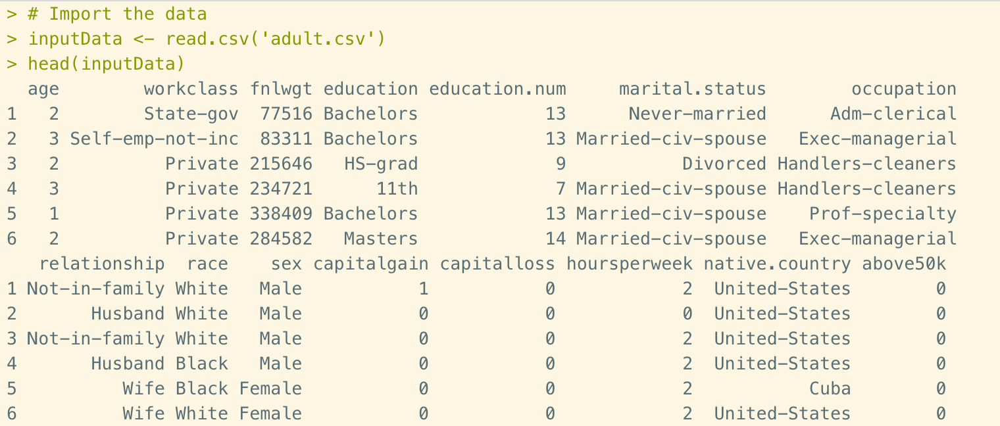 > # Import the data
> inputData <- read.csv('adult.csv')
> head(inputData)
  age        workclass fnlwgt education education.num     marital.status        occupation
1   2        State-gov  77516 Bachelors            13      Never-married      Adm-clerical
2   3 Self-emp-not-inc  83311 Bachelors            13 Married-civ-spouse   Exec-managerial
3   2          Private 215646   HS-grad             9           Divorced Handlers-cleaners
4   3          Private 234721      11th             7 Married-civ-spouse Handlers-cleaners
5   1          Private 338409 Bachelors            13 Married-civ-spouse    Prof-specialty
6   2          Private 284582   Masters            14 Married-civ-spouse   Exec-managerial
   relationship  race    sex capitalgain capitalloss hoursperweek native.country above50k
1 Not-in-family White   Male           1           0            2  United-States        0
2       Husband White   Male           0           0            0  United-States        0
3 Not-in-family White   Male           0           0            2  United-States        0
4       Husband Black   Male           0           0            2  United-States        0
5          Wife Black Female           0           0            2           Cuba        0
6          Wife White Female           0           0            2  United-States        0